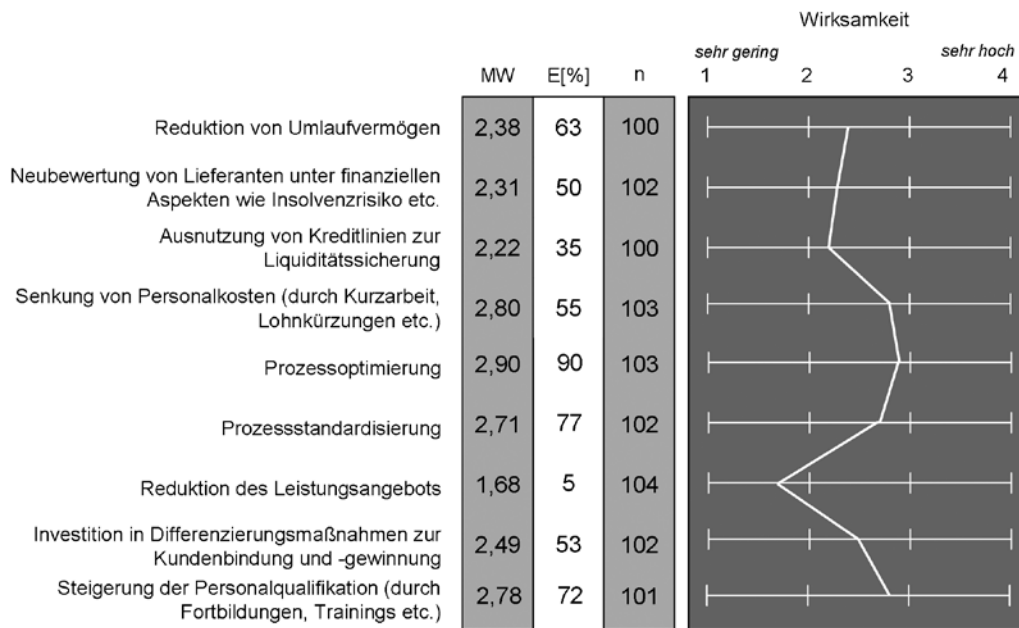 Wirksamkeit
sehr gering sehr hoch
MW E[%] n 1 2 3 4
Reduktion von Umlaufvermögen 2,38 63 100
Neubewertung von Lieferanten unter finanziellen
Aspekten wie Insolvenzrisiko etc. 2,31 50 102
Ausnutzung von Kreditlinien zur
Liquiditätssicherung 2,22 35 100
Senkung von Personalkosten (durch Kurzarbeit,
Lohnkürzungen etc.) 2,80 55 103
Prozessoptimierung 2,90 90 103
Prozessstandardisierung 2,71 77 102
Reduktion des Leistungsangebots 1,68 5 104
Investition in Differenzierungsmaßnahmen zur
Kundenbindung und -gewinnung 2,49 53 102
Steigerung der Personalqualifikation (durch
Fortbildungen, Trainings etc.) 2,78 72 101